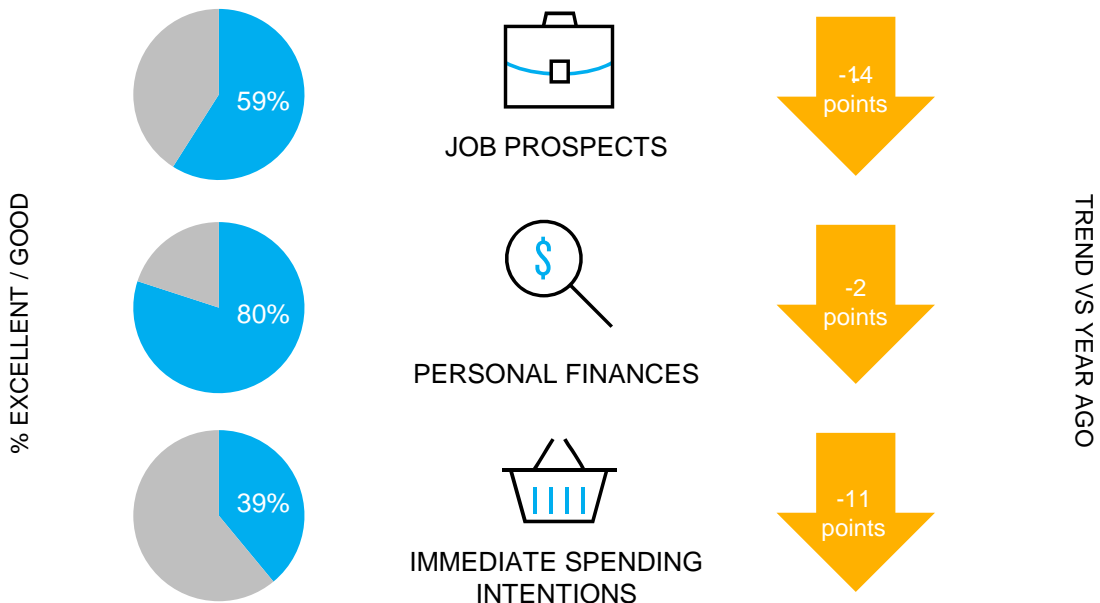 % EXCELLENT / GOOD
59%
JOB PROSPECTS
-14
points
80%
$
PERSONAL FINANCES
-2
points
39%
IMMEDIATE SPENDING
INTENTIONS
-11
points
TREND VS YEAR AGO